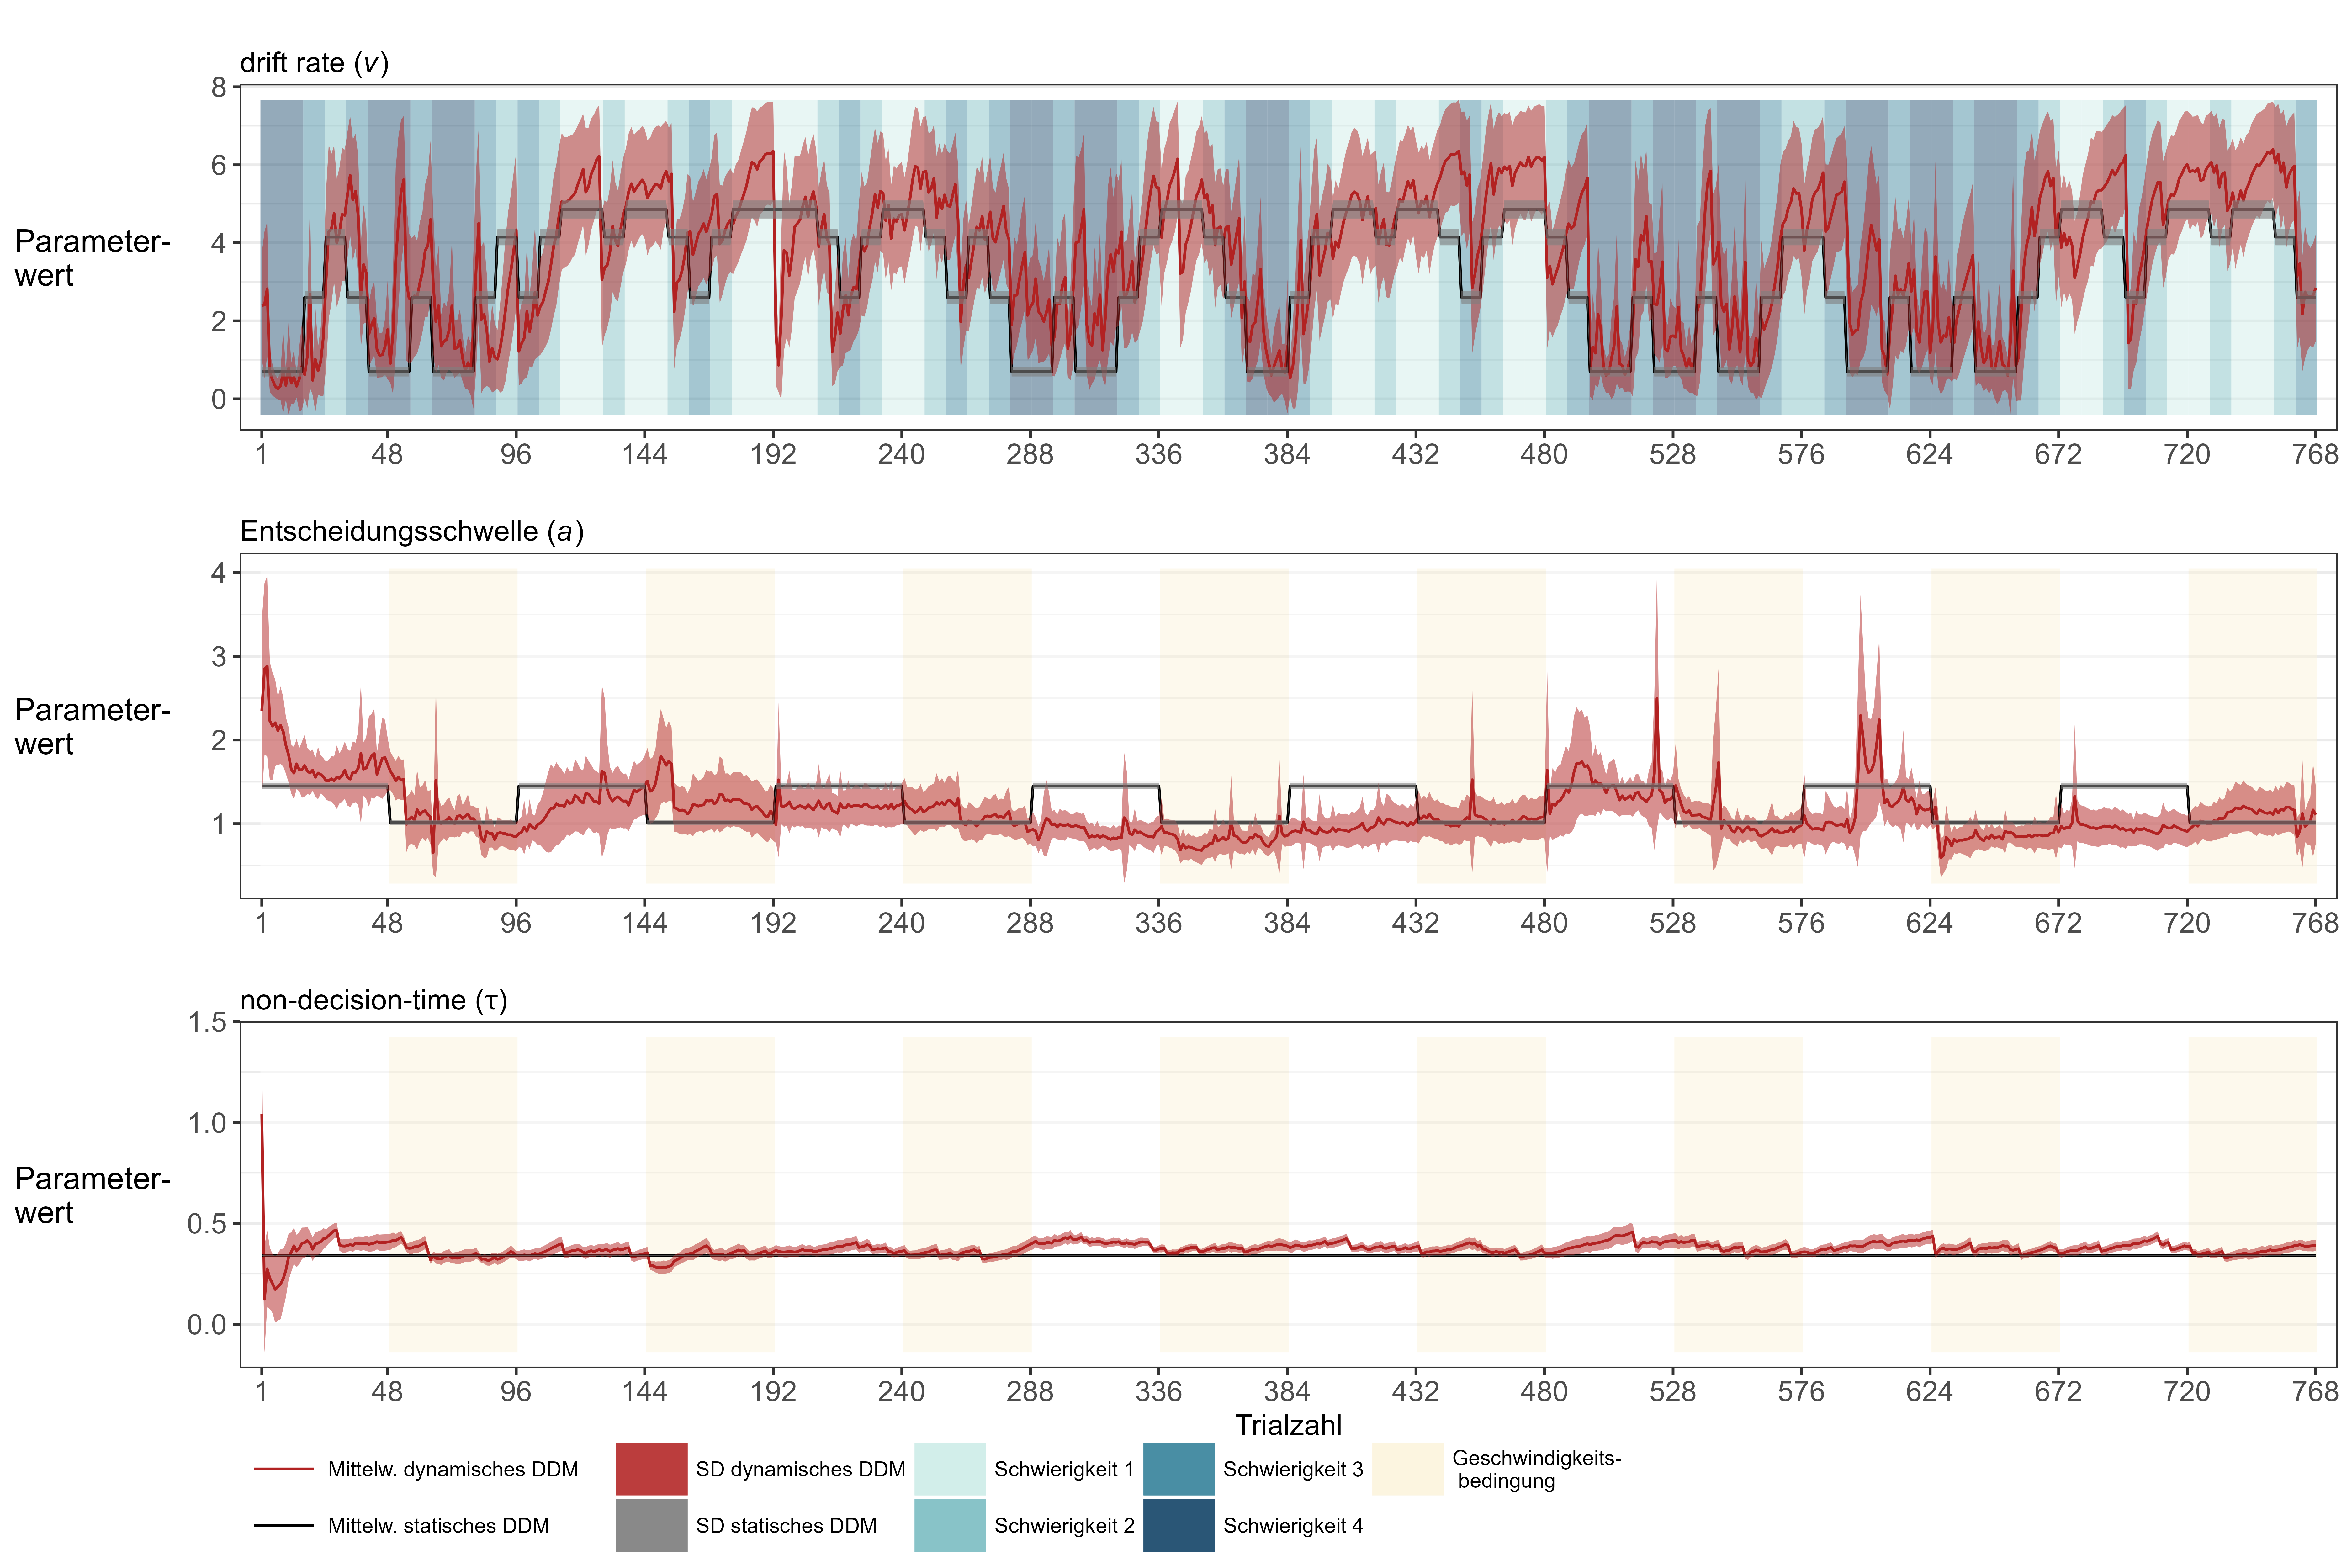 drift rate (v)
8
6
4
2
0
Parameter-
wert
1 48 96 144 192 240 288 336 384 432 480 528 576 624 672 720 768
Entscheidungsschwelle (a)
4
3
2
1
Parameter-
wert
1 48 96 144 192 240 288 336 384 432 480 528 576 624 672 720 768
non-decision-time (τ)
1.5
1.0
0.5
0.0
Parameter-
wert
1 48 96 144 192 240 288 336 384 432 480 528 576 624 672 720 768
Trialzahl
Mittelw. dynamisches DDM SD dynamisches DDM Schwierigkeit 1 Schwierigkeit 3 Geschwindigkeits-
bedingung
Mittelw. statisches DDM SD statisches DDM Schwierigkeit 2 Schwierigkeit 4